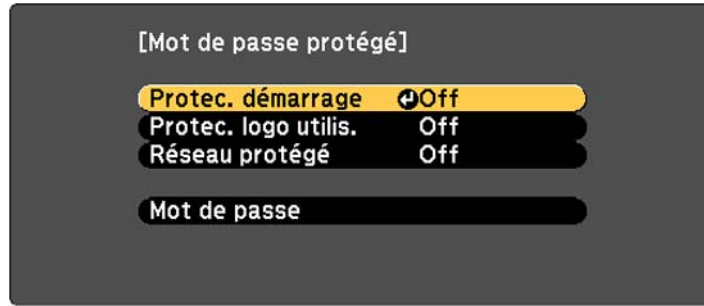 [Mot de passe protégé]
Protec. démarrage Off
Protec. logo utilis. Off
Réseau protégé Off
Mot de passe